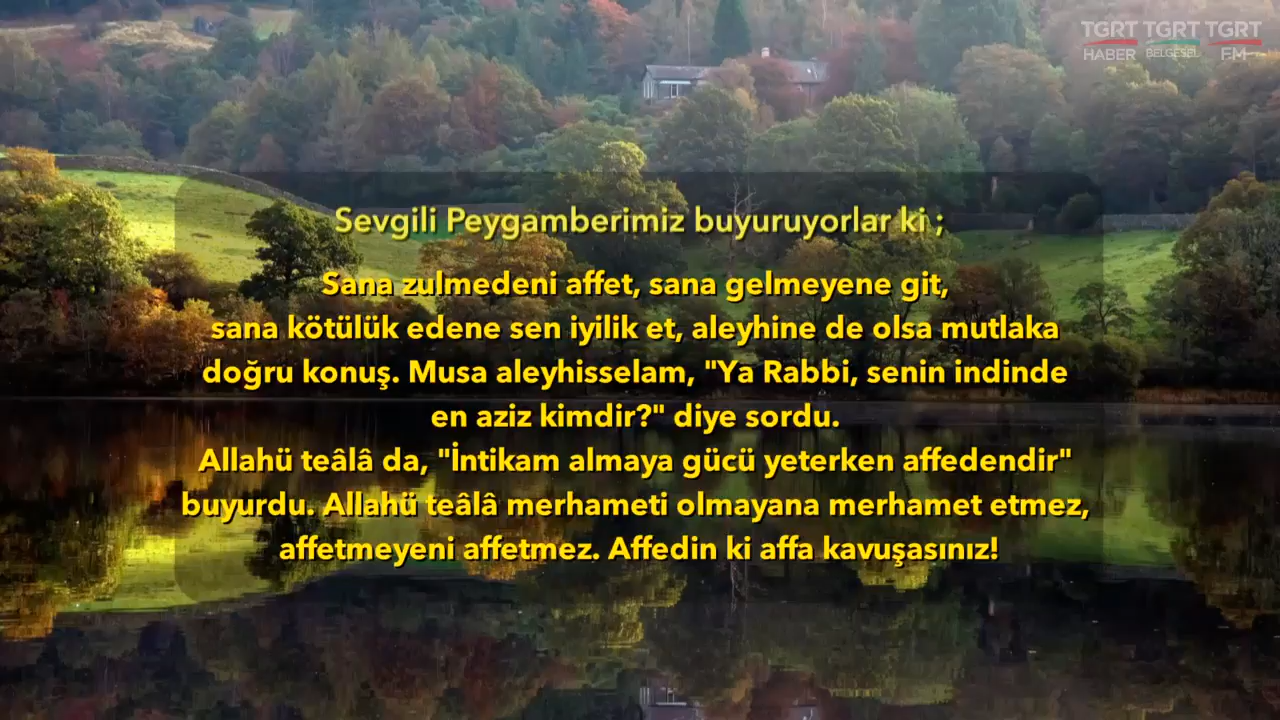 TGRT TGRT TGRT
HABER BELGESEL FM
Sevgili Peygamberimiz buyuruyorlar ki ;
Sana zulmedeni affet, sana gelmeyene git,
sana kötülük edene sen iyilik et, aleyhine de olsa mutlaka
doğru konuş. Musa aleyhisselam, "Ya Rabbi, senin indinde
en aziz kimdir?" diye sordu.
Allahü teâlâ da, "İntikam almaya gücü yeterken affedendir"
buyurdu. Allahü teâlâ merhameti olmayana merhamet etmez,
affetmeyeni affetmez. Affedin ki affa kavuşasınız!